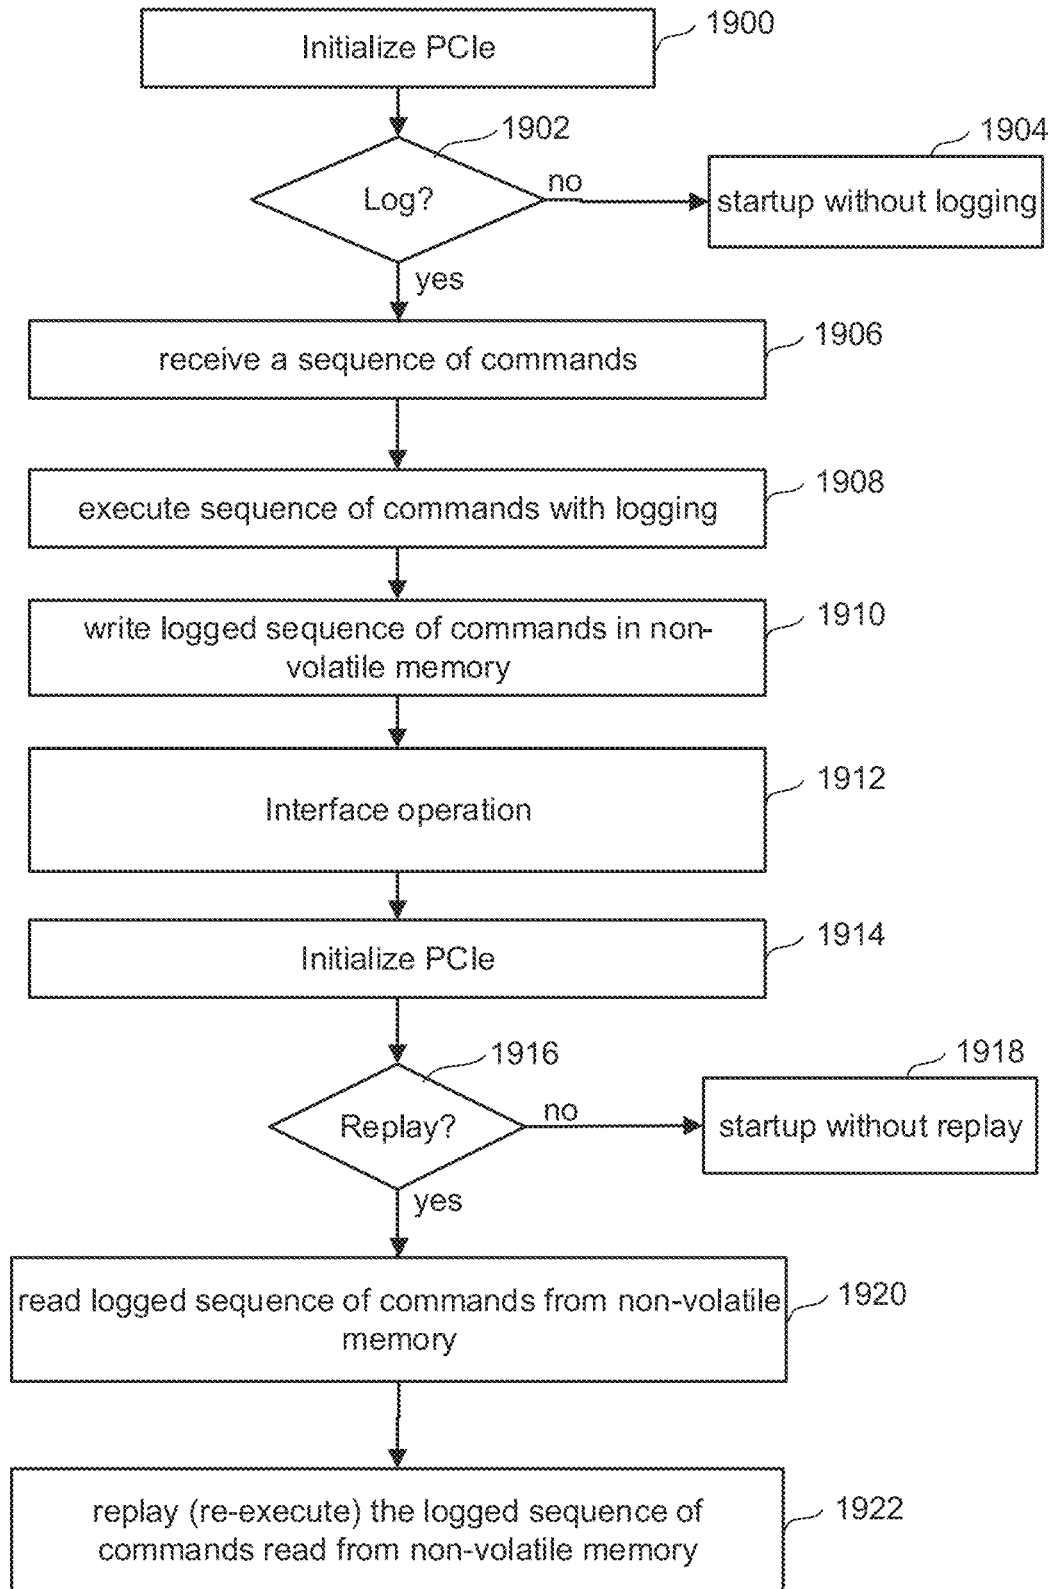 Initialize PCIe
1900
1902
Log?
no
1904
startup without logging
yes
receive a sequence of commands
1906
execute sequence of commands with logging
1908
write logged sequence of commands in non-
volatile memory
1910
Interface operation
1912
Initialize PCIe
1914
1916
Replay?
no
1918
startup without replay
yes
read logged sequence of commands from non-volatile
memory
1920
replay (re-execute) the logged sequence of
commands read from non-volatile memory
1922